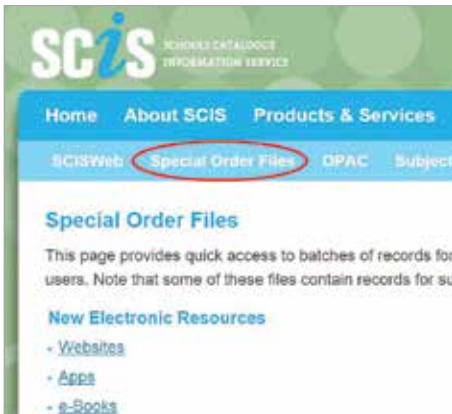 SCiS SCHOOLS CATALOGUE
INFORMATION SERVICE
Home About SCIS Products & Services
SCISWeb Special Order Files OPAC Subject
Special Order Files
This page provides quick access to batches of records for
users. Note that some of these files contain records for su
New Electronic Resources
- Websites
- Apps
- e-Books